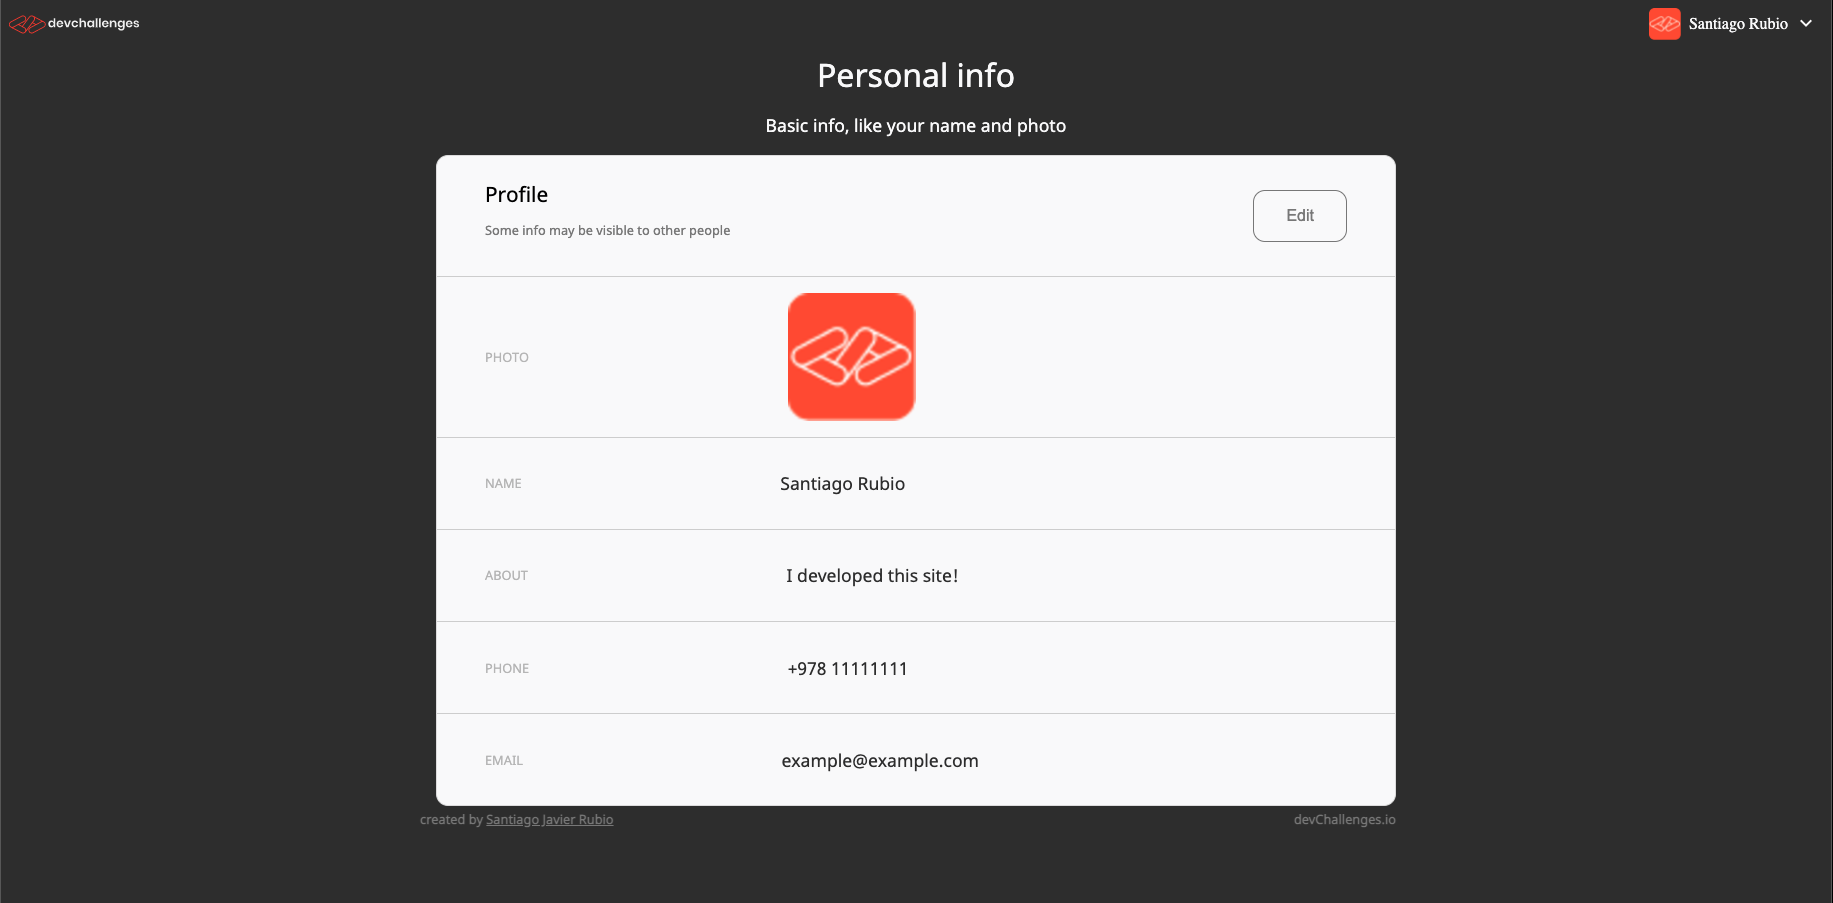 devchallenges
Santiago Rubio
Personal info
Basic info, like your name and photo
Profile
Some info may be visible to other people
Edit
PHOTO
NAME
Santiago Rubio
ABOUT
I developed this site!
PHONE
+978 11111111
EMAIL
example@example.com
created by Santiago Javier Rubio
devChallenges.io